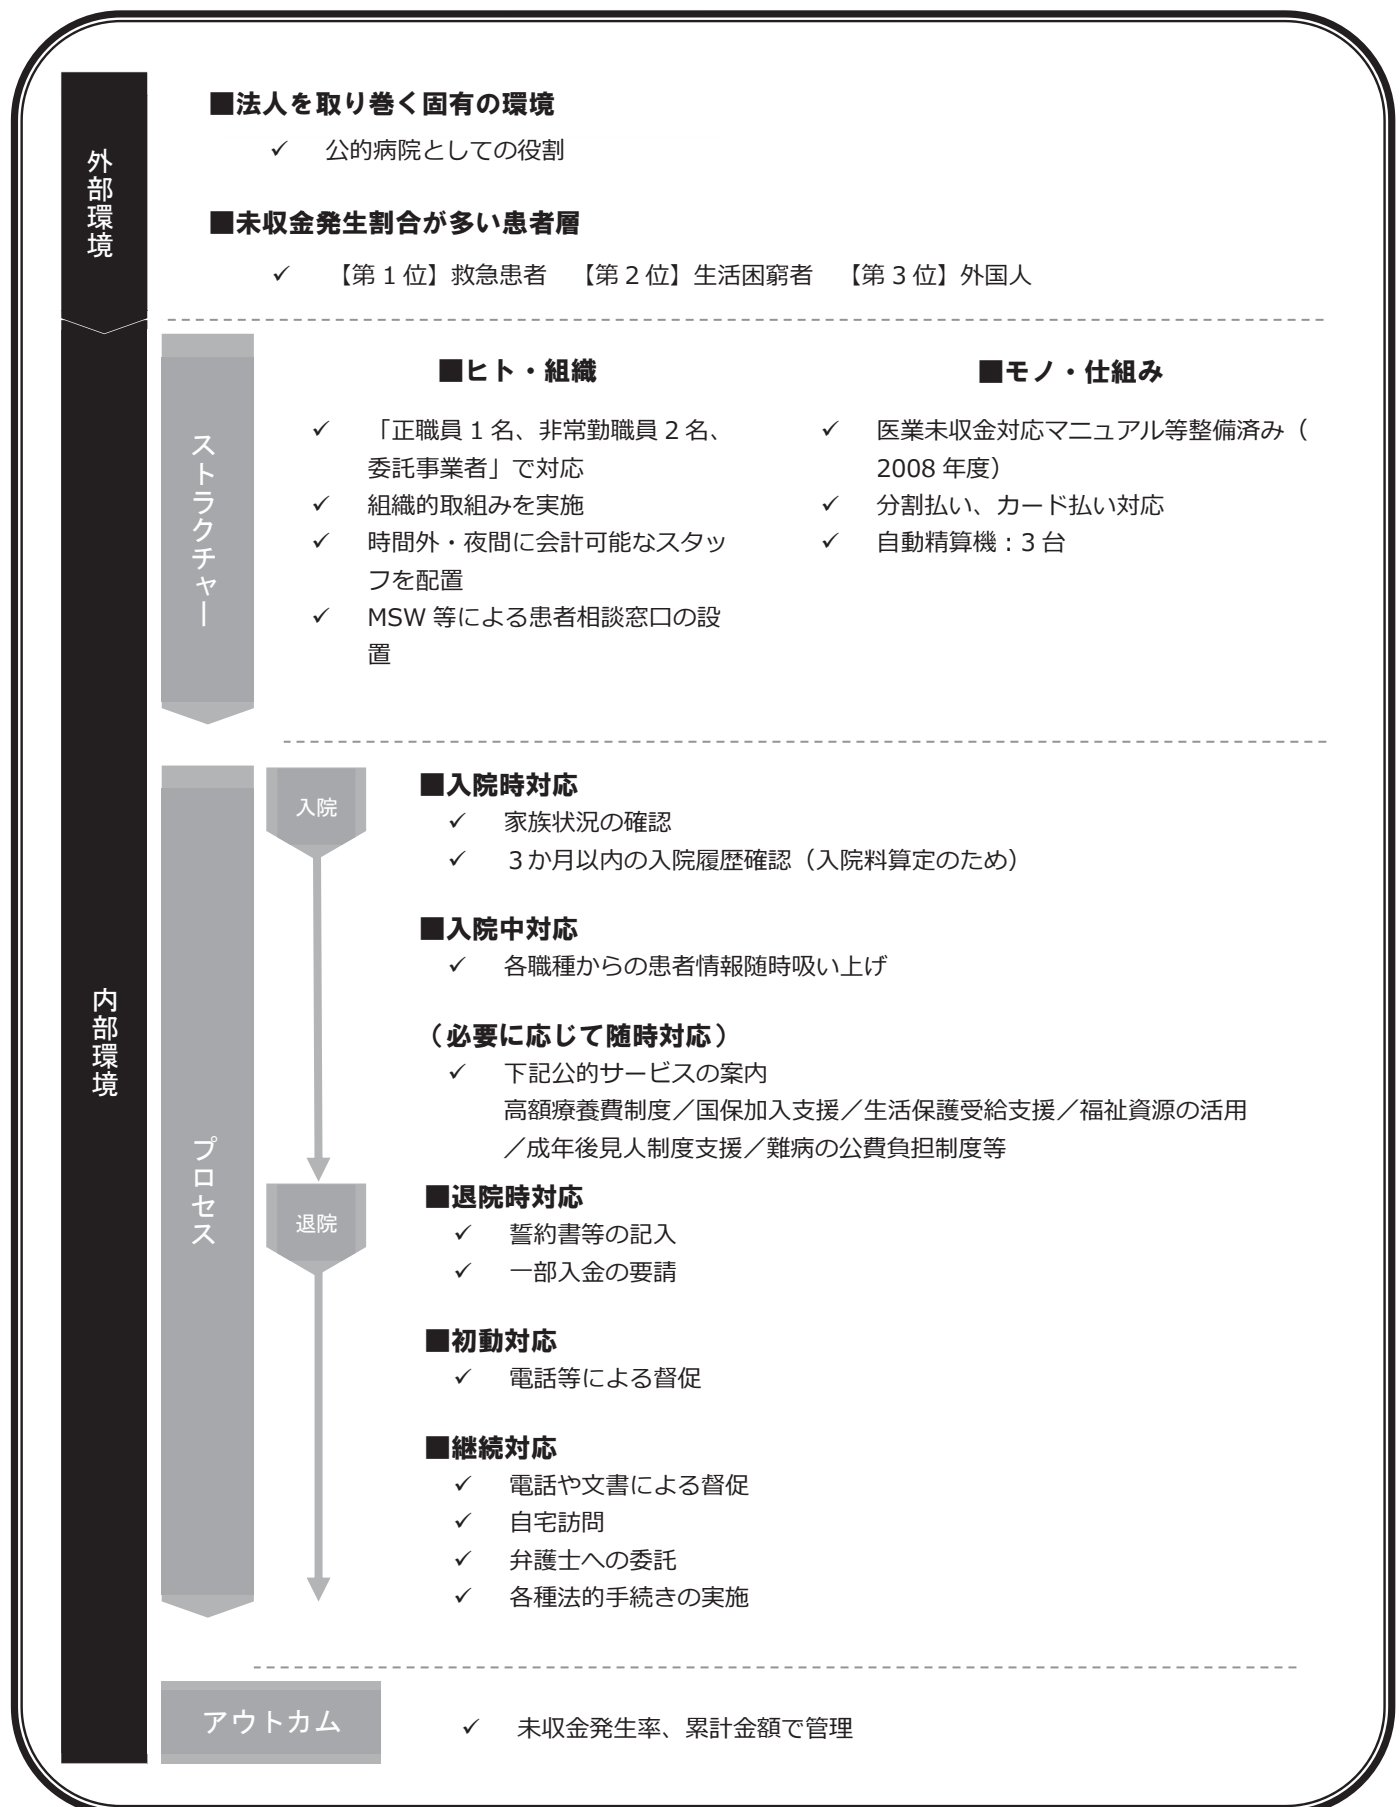 外部環境
■法人を取り巻く固有の環境
✓ 公的病院としての役割
■未収金発生割合が多い患者層
✓ 【第1位】救急患者 【第2位】生活困窮者 【第3位】外国人
内部環境
ストラクチャー
■ヒト・組織
✓ 「正職員1名、非常勤職員2名、
委託事業者」で対応
✓ 組織的取組みを実施
✓ 時間外・夜間に会計可能なスタッ
フを配置
✓ MSW 等による患者相談窓口の設
置
■モノ・仕組み
✓ 医業未収金対応マニュアル等整備済み（
2008 年度）
✓ 分割払い、カード払い対応
✓ 自動精算機：3台
プロセス
入院
■入院時対応
✓ 家族状況の確認
✓ 3か月以内の入院履歴確認（入院料算定のため）
■入院中対応
✓ 各職種からの患者情報随時吸い上げ
（必要に応じて随時対応）
✓ 下記公的サービスの案内
高額療養費制度／国保加入支援／生活保護受給支援／福祉資源の活用
／成年後見人制度支援／難病の公費負担制度等
退院
■退院時対応
✓ 誓約書等の記入
✓ 一部入金の要請
■初動対応
✓ 電話等による督促
■継続対応
✓ 電話や文書による督促
✓ 自宅訪問
✓ 弁護士への委託
✓ 各種法的手続きの実施
アウトカム
✓ 未収金発生率、累計金額で管理